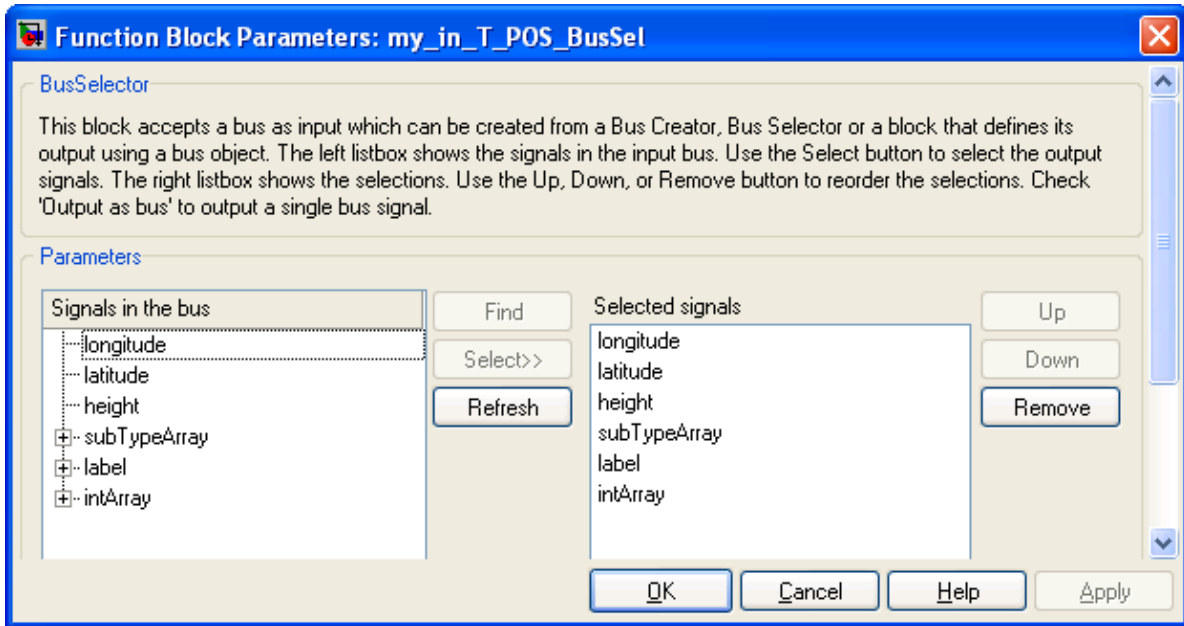 Function Block Parameters: my_in_T_POS_BusSel
BusSelector
This block accepts a bus as input which can be created from a Bus Creator, Bus Selector or a block that defines its
output using a bus object. The left listbox shows the signals in the input bus. Use the Select button to select the output
signals. The right listbox shows the selections. Use the Up, Down, or Remove button to reorder the selections. Check
'Output as bus' to output a single bus signal.
Parameters
Signals in the bus
longitude
latitude
height
subTypeArray
label
intArray
Find
Select>>
Refresh
Selected signals
longitude
latitude
height
subTypeArray
label
intArray
Up
Down
Remove
OK
Cancel
Help
Apply